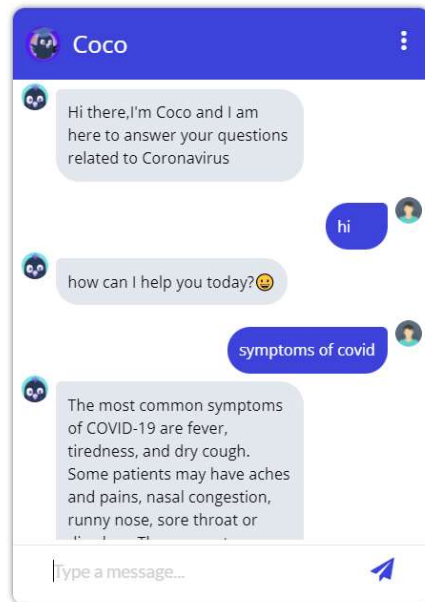 Coco
Hi there,I'm Coco and I am
here to answer your questions
related to Coronavirus
hi
how can I help you today?😀
symptoms of covid
The most common symptoms
of COVID-19 are fever,
tiredness, and dry cough.
Some patients may have aches
and pains, nasal congestion,
runny nose, sore throat or
Type a message...